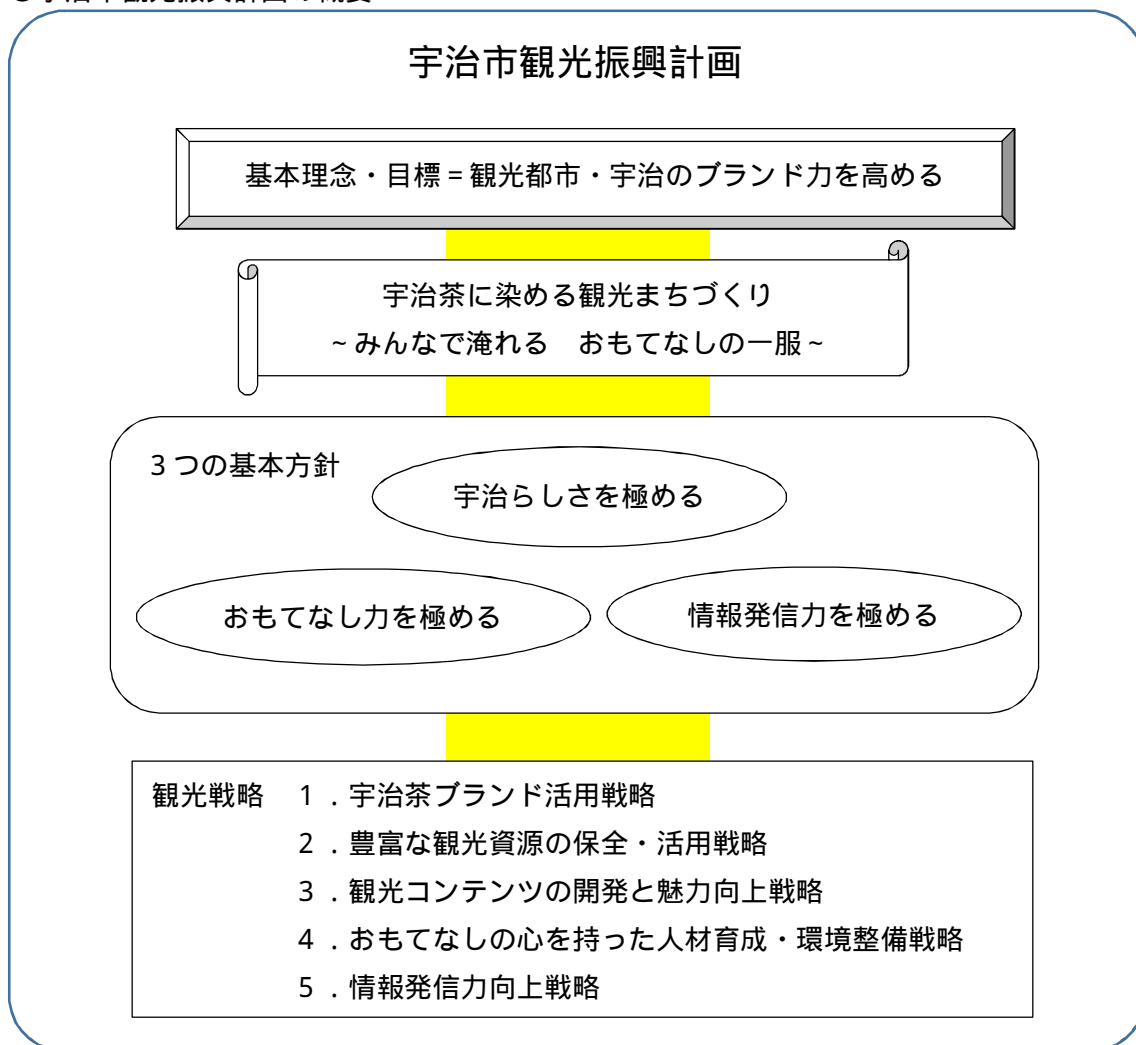 宇治市観光振興計画
基本理念・目標＝観光都市・宇治のブランド力を高める
宇治茶に染める観光まちづくり
~みんなで淹れる　おもてなしの一服~
３つの基本方針
宇治らしさを極める
おもてなし力を極める
情報発信力を極める
観光戦略　１．宇治茶ブランド活用戦略
２．豊富な観光資源の保全・活用戦略
３．観光コンテンツの開発と魅力向上戦略
４．おもてなしの心を持った人材育成・環境整備戦略
５．情報発信力向上戦略